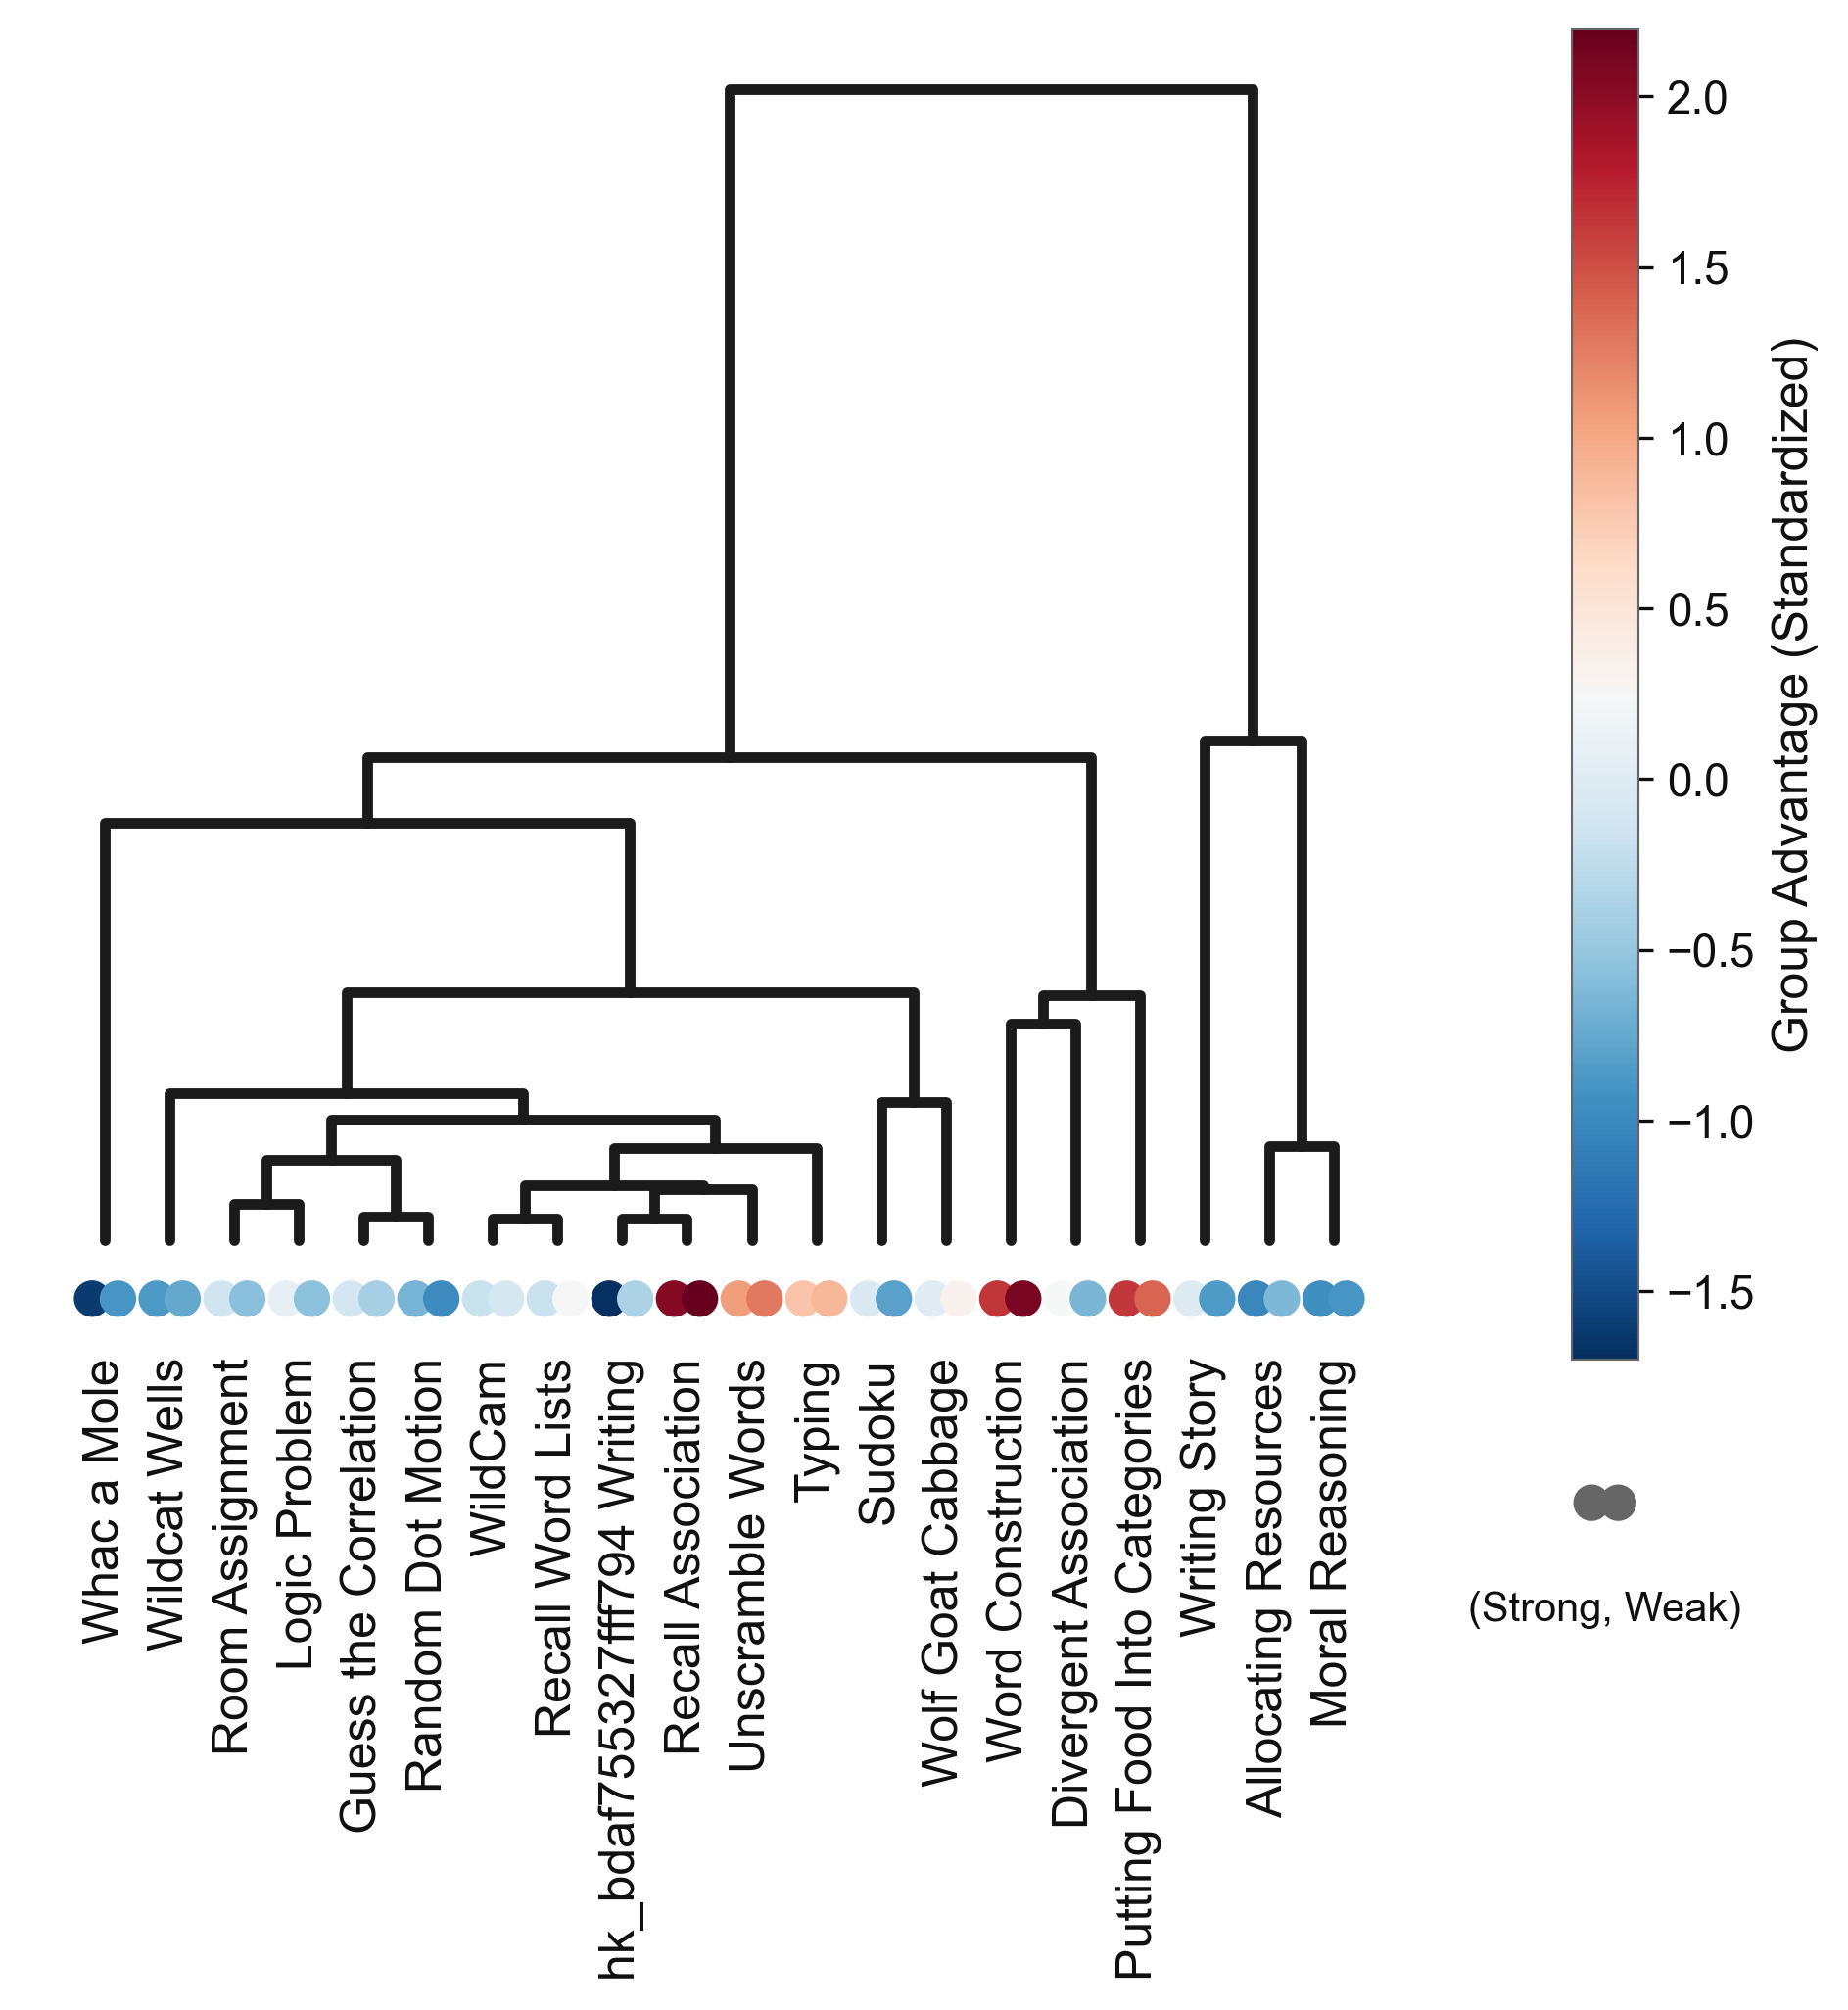 2.0
1.5
1.0
0.5
0.0
−0.5
−1.0
−1.5
Group Advantage (Standardized)
Whac a Mole
Wildcat Wells
Room Assignment
Logic Problem
Guess the Correlation
Random Dot Motion
WildCam
Recall Word Lists
hk_bdaf755327fff794 Writing
Recall Association
Unscramble Words
Typing
Sudoku
Wolf Goat Cabbage
Word Construction
Divergent Association
Putting Food Into Categories
Writing Story
Allocating Resources
Moral Reasoning
(Strong, Weak)